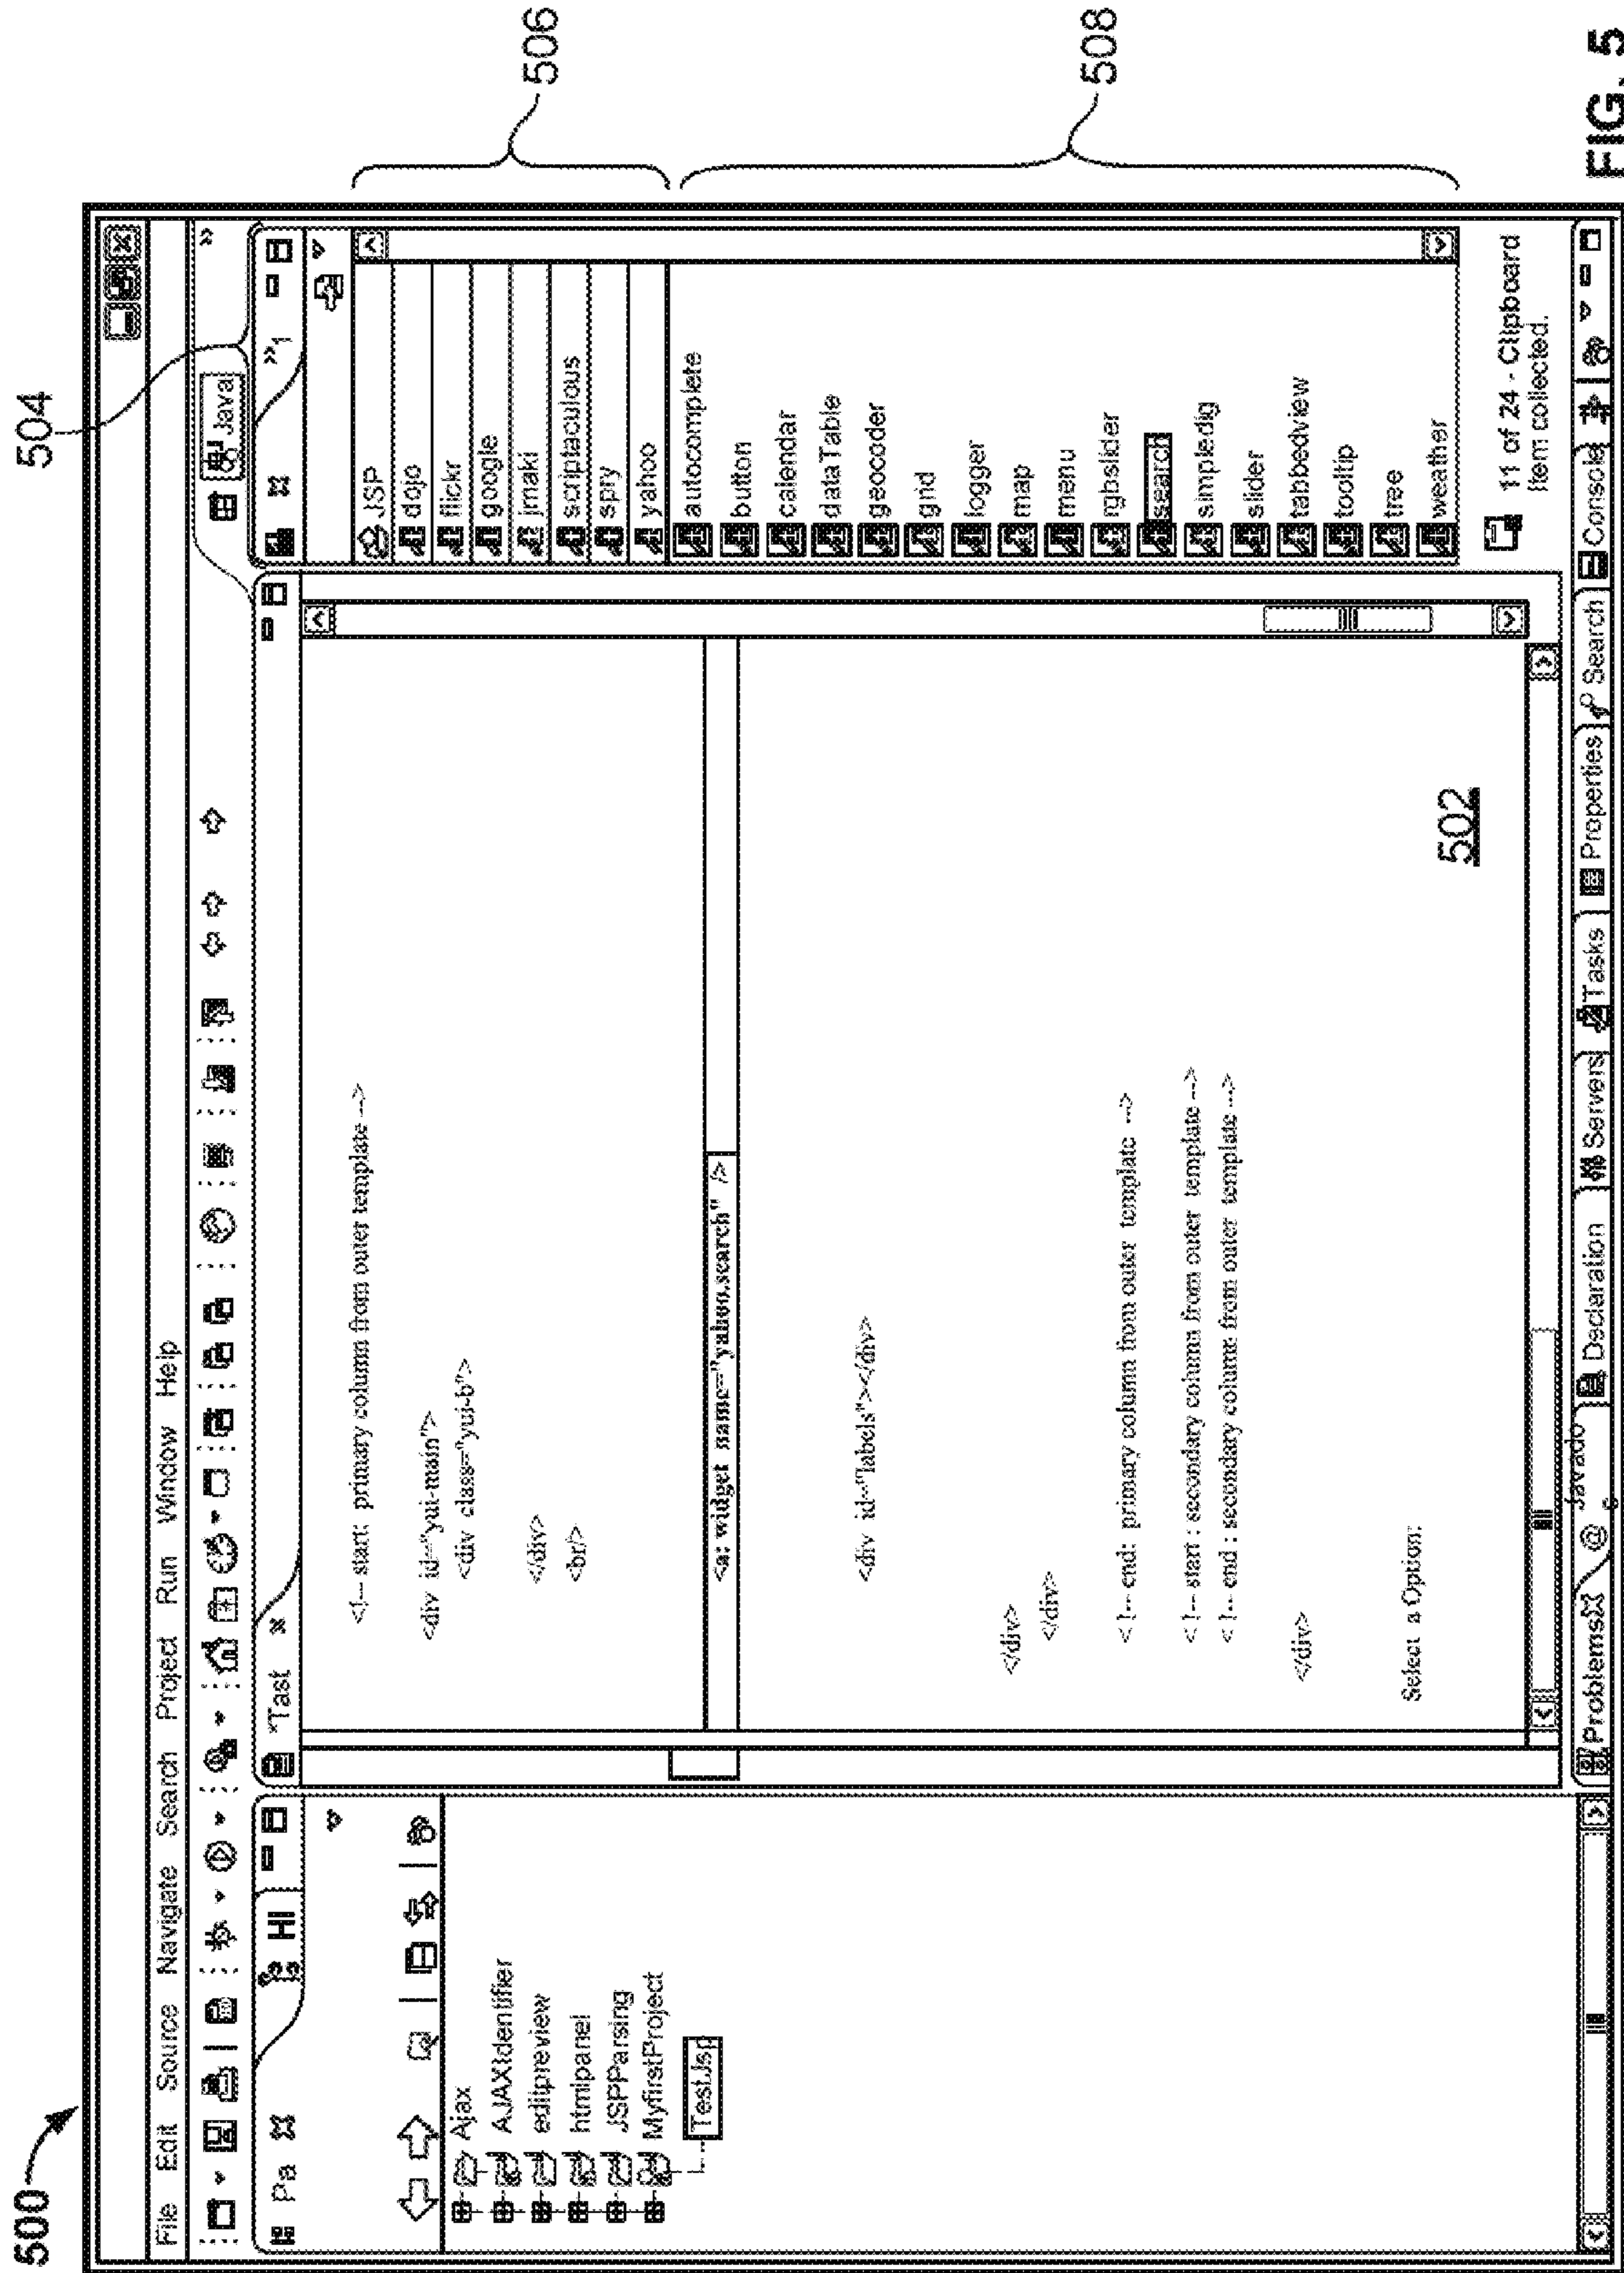 500
504
File Edit Source Navigate Search Project Run Window Help
Java
Pa
HI
*Tast
»1
Ajax
AJAXIdentifier
editpreview
htmlpanel
JSPParsing
MyfirstProject
TestJsp
<!-- start: primary column from outer template -->
<div id="yui-main">
<div class="yui-b">
</div>
<br/>
<a: widget name="yahoo.search" />
<div id="labels"></div>
</div>
</div>
<!-- end: primary column from outer template -->
<!-- start : secondary column from outer template -->
<!-- end : secondary column from outer template -->
</div>
Select a Option:
502
JSP
dojo
flickr
google
jmaki
scriptaculous
spry
yahoo
506
autocomplete
button
calendar
dataTable
geocoder
grid
logger
map
menu
rgbslider
search
simpledig
slider
tabbedview
tooltip
tree
weather
508
11 of 24 - Clipboard
Item collected.
Problems @ Javado Declaration Servers Tasks Properties Search Console
FIG. 5